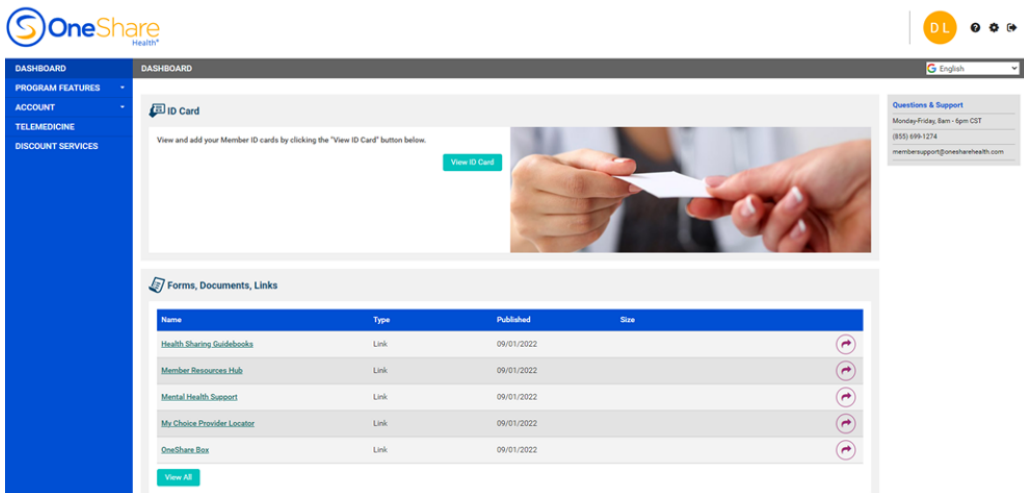 OneShare
Health®
D L
DASHBOARD
PROGRAM FEATURES
ACCOUNT
TELEMEDICINE
DISCOUNT SERVICES
DASHBOARD
English
ID Card
View and add your Member ID cards by clicking the "View ID Card" button below.
View ID Card
Questions & Support
Monday-Friday, 8am - 6pm CST
(855) 699-1274
membersupport@onesharehealth.com
Forms, Documents, Links
Name Type Published Size
Health Sharing Guidebooks Link 09/01/2022
Member Resources Hub Link 09/01/2022
Mental Health Support Link 09/01/2022
My Choice Provider Locator Link 09/01/2022
OneShare Box Link 09/01/2022
View All